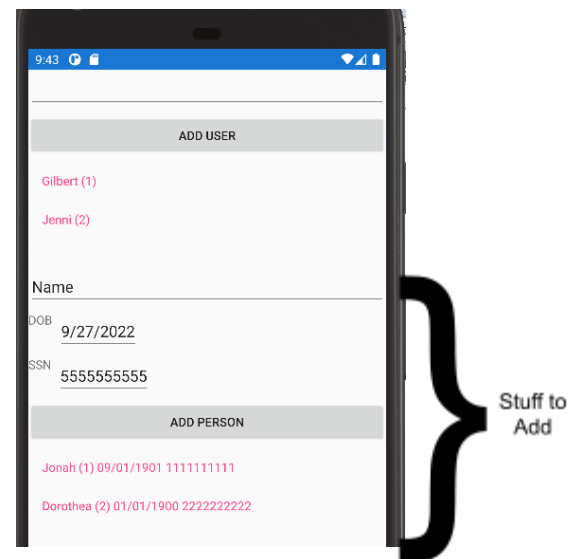 9:43
ADD USER
Gilbert (1)
Jenni (2)
Name
DOB 9/27/2022
SSN 5555555555
ADD PERSON
Jonah (1) 09/01/1901 1111111111
Dorothea (2) 01/01/1900 2222222222
Stuff to
Add